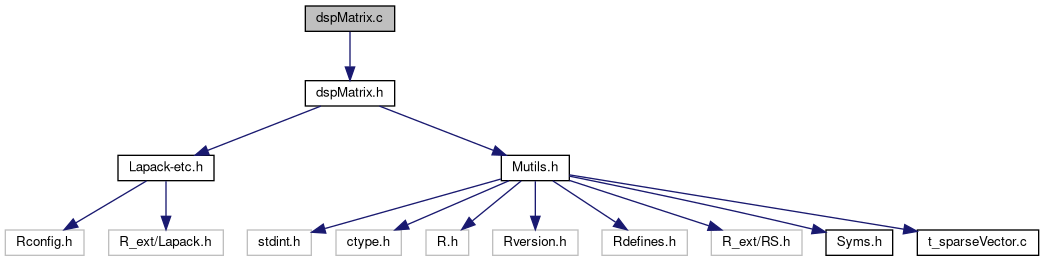 dspMatrix.c
dspMatrix.h
Lapack-etc.h
Mutils.h
Rconfig.h
R_ext/Lapack.h
stdint.h
ctype.h
R.h
Rversion.h
Rdefines.h
R_ext/RS.h
Syms.h
t_sparseVector.c